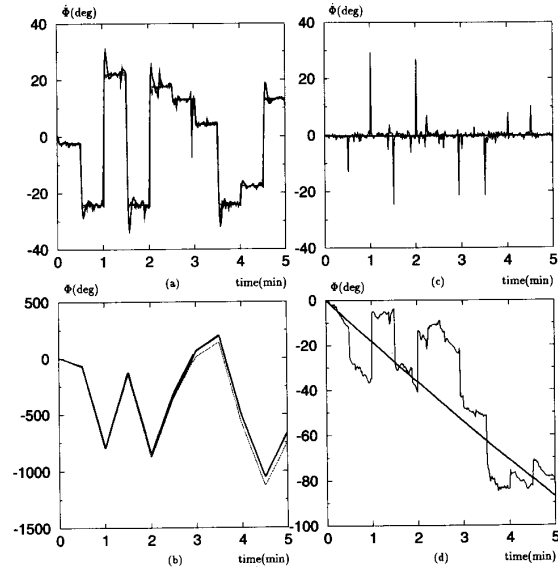 Φ̇(deg)
40
20
0
-20
-40
0 1 2 3 4 5
(a) time(min)
Φ̇(deg)
40
20
0
-20
-40
0 1 2 3 4 5
(c) time(min)
Φ(deg)
500
0
-500
-1000
-1500
0 1 2 3 4 5
(b) time(min)
Φ(deg)
0
-20
-40
-60
-80
-100
0 1 2 3 4 5
(d) time(min)